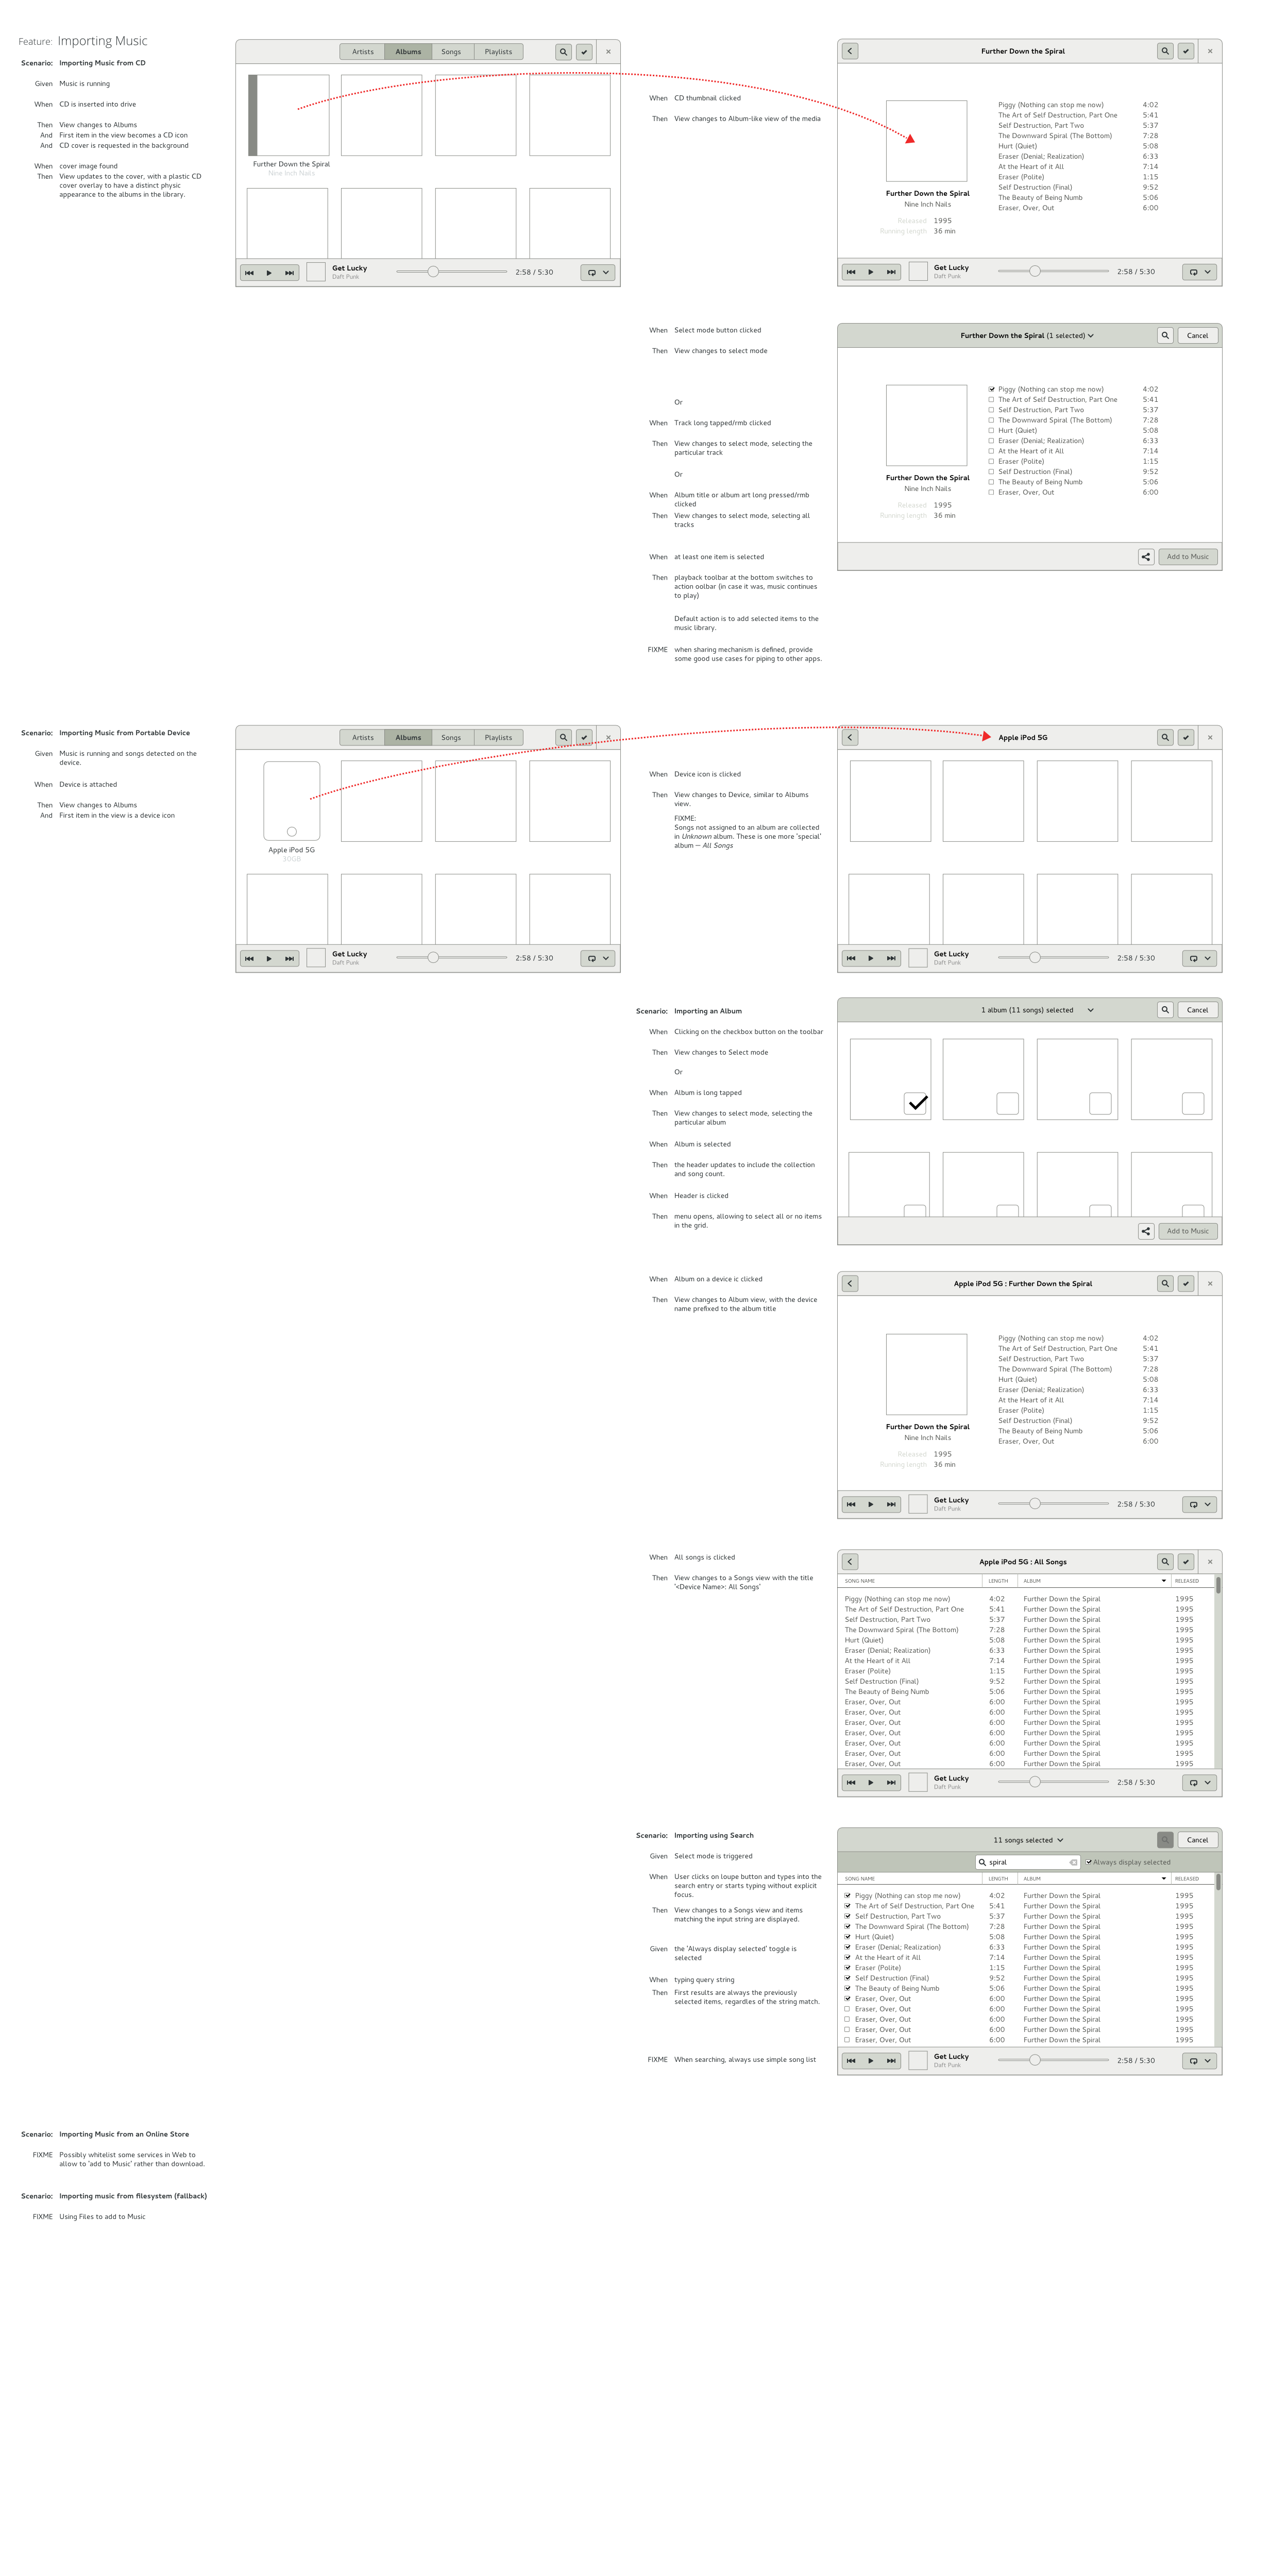 Feature: Importing Music
Scenario: Importing Music from CD
Given Music is running
When CD is inserted into drive
Then View changes to Albums
And First item in the view becomes a CD icon
And CD cover is requested in the background
When cover image found
Then View updates to the cover, with a plastic CD
cover overlay to have a distinct physic
appearance to the albums in the library.
Artists Albums Songs Playlists
Further Down the Spiral
Nine Inch Nails
Get Lucky
Daft Punk
2:58 / 5:30
When CD thumbnail clicked
Then View changes to Album-like view of the media
Further Down the Spiral
Piggy (Nothing can stop me now) 4:02
The Art of Self Destruction, Part One 5:41
Self Destruction, Part Two 5:37
The Downward Spiral (The Bottom) 7:28
Hurt (Quiet) 5:08
Eraser (Denial; Realization) 6:33
At the Heart of it All 7:14
Eraser (Polite) 1:15
Self Destruction (Final) 9:52
The Beauty of Being Numb 5:06
Eraser, Over, Out 6:00
Further Down the Spiral
Nine Inch Nails
Released 1995
Running length 36 min
Get Lucky
Daft Punk
2:58 / 5:30
When Select mode button clicked
Then View changes to select mode
Or
When Track long tapped/rmb clicked
Then View changes to select mode, selecting the
particular track
Or
When Album title or album art long pressed/rmb
clicked
Then View changes to select mode, selecting all
tracks
When at least one item is selected
Then playback toolbar at the bottom switches to
action oolbar (in case it was, music continues
to play)
Default action is to add selected items to the
music library.
FIXME when sharing mechanism is defined, provide
some good use cases for piping to other apps.
Further Down the Spiral (1 selected)
Cancel
Piggy (Nothing can stop me now) 4:02
The Art of Self Destruction, Part One 5:41
Self Destruction, Part Two 5:37
The Downward Spiral (The Bottom) 7:28
Hurt (Quiet) 5:08
Eraser (Denial; Realization) 6:33
At the Heart of it All 7:14
Eraser (Polite) 1:15
Self Destruction (Final) 9:52
The Beauty of Being Numb 5:06
Eraser, Over, Out 6:00
Further Down the Spiral
Nine Inch Nails
Released 1995
Running length 36 min
Add to Music
Scenario: Importing Music from Portable Device
Given Music is running and songs detected on the
device.
When Device is attached
Then View changes to Albums
And First item in the view is a device icon
Artists Albums Songs Playlists
Apple iPod 5G
30GB
Get Lucky
Daft Punk
2:58 / 5:30
When Device icon is clicked
Then View changes to Device, similar to Albums
view.
FIXME:
Songs not assigned to an album are collected
in Unknown album. These is one more 'special'
album — All Songs
Apple iPod 5G
Get Lucky
Daft Punk
2:58 / 5:30
Scenario: Importing an Album
When Clicking on the checkbox button on the toolbar
Then View changes to Select mode
Or
When Album is long tapped
Then View changes to select mode, selecting the
particular album
When Album is selected
Then the header updates to include the collection
and song count.
When Header is clicked
Then menu opens, allowing to select all or no items
in the grid.
1 album (11 songs) selected
Cancel
Add to Music
When Album on a device ic clicked
Then View changes to Album view, with the device
name prefixed to the album title
Apple iPod 5G : Further Down the Spiral
Piggy (Nothing can stop me now) 4:02
The Art of Self Destruction, Part One 5:41
Self Destruction, Part Two 5:37
The Downward Spiral (The Bottom) 7:28
Hurt (Quiet) 5:08
Eraser (Denial; Realization) 6:33
At the Heart of it All 7:14
Eraser (Polite) 1:15
Self Destruction (Final) 9:52
The Beauty of Being Numb 5:06
Eraser, Over, Out 6:00
Further Down the Spiral
Nine Inch Nails
Released 1995
Running length 36 min
Get Lucky
Daft Punk
2:58 / 5:30
When All songs is clicked
Then View changes to a Songs view with the title
'<Device Name>: All Songs'
Apple iPod 5G : All Songs
SONG NAME LENGTH ALBUM RELEASED
Piggy (Nothing can stop me now) 4:02 Further Down the Spiral 1995
The Art of Self Destruction, Part One 5:41 Further Down the Spiral 1995
Self Destruction, Part Two 5:37 Further Down the Spiral 1995
The Downward Spiral (The Bottom) 7:28 Further Down the Spiral 1995
Hurt (Quiet) 5:08 Further Down the Spiral 1995
Eraser (Denial; Realization) 6:33 Further Down the Spiral 1995
At the Heart of it All 7:14 Further Down the Spiral 1995
Eraser (Polite) 1:15 Further Down the Spiral 1995
Self Destruction (Final) 9:52 Further Down the Spiral 1995
The Beauty of Being Numb 5:06 Further Down the Spiral 1995
Eraser, Over, Out 6:00 Further Down the Spiral 1995
Eraser, Over, Out 6:00 Further Down the Spiral 1995
Eraser, Over, Out 6:00 Further Down the Spiral 1995
Eraser, Over, Out 6:00 Further Down the Spiral 1995
Eraser, Over, Out 6:00 Further Down the Spiral 1995
Eraser, Over, Out 6:00 Further Down the Spiral 1995
Eraser, Over, Out 6:00 Further Down the Spiral 1995
Get Lucky
Daft Punk
2:58 / 5:30
Scenario: Importing using Search
Given Select mode is triggered
When User clicks on loupe button and types into the
search entry or starts typing without explicit
focus.
Then View changes to a Songs view and items
matching the input string are displayed.
Given the 'Always display selected' toggle is
selected
When typing query string
Then First results are always the previously
selected items, regardles of the string match.
FIXME When searching, always use simple song list
11 songs selected
Cancel
spiral
Always display selected
SONG NAME LENGTH ALBUM RELEASED
Piggy (Nothing can stop me now) 4:02 Further Down the Spiral 1995
The Art of Self Destruction, Part One 5:41 Further Down the Spiral 1995
Self Destruction, Part Two 5:37 Further Down the Spiral 1995
The Downward Spiral (The Bottom) 7:28 Further Down the Spiral 1995
Hurt (Quiet) 5:08 Further Down the Spiral 1995
Eraser (Denial; Realization) 6:33 Further Down the Spiral 1995
At the Heart of it All 7:14 Further Down the Spiral 1995
Eraser (Polite) 1:15 Further Down the Spiral 1995
Self Destruction (Final) 9:52 Further Down the Spiral 1995
The Beauty of Being Numb 5:06 Further Down the Spiral 1995
Eraser, Over, Out 6:00 Further Down the Spiral 1995
Eraser, Over, Out 6:00 Further Down the Spiral 1995
Eraser, Over, Out 6:00 Further Down the Spiral 1995
Eraser, Over, Out 6:00 Further Down the Spiral 1995
Eraser, Over, Out 6:00 Further Down the Spiral 1995
Get Lucky
Daft Punk
2:58 / 5:30
Scenario: Importing Music from an Online Store
FIXME Possibly whitelist some services in Web to
allow to 'add to Music' rather than download.
Scenario: Importing music from filesystem (fallback)
FIXME Using Files to add to Music